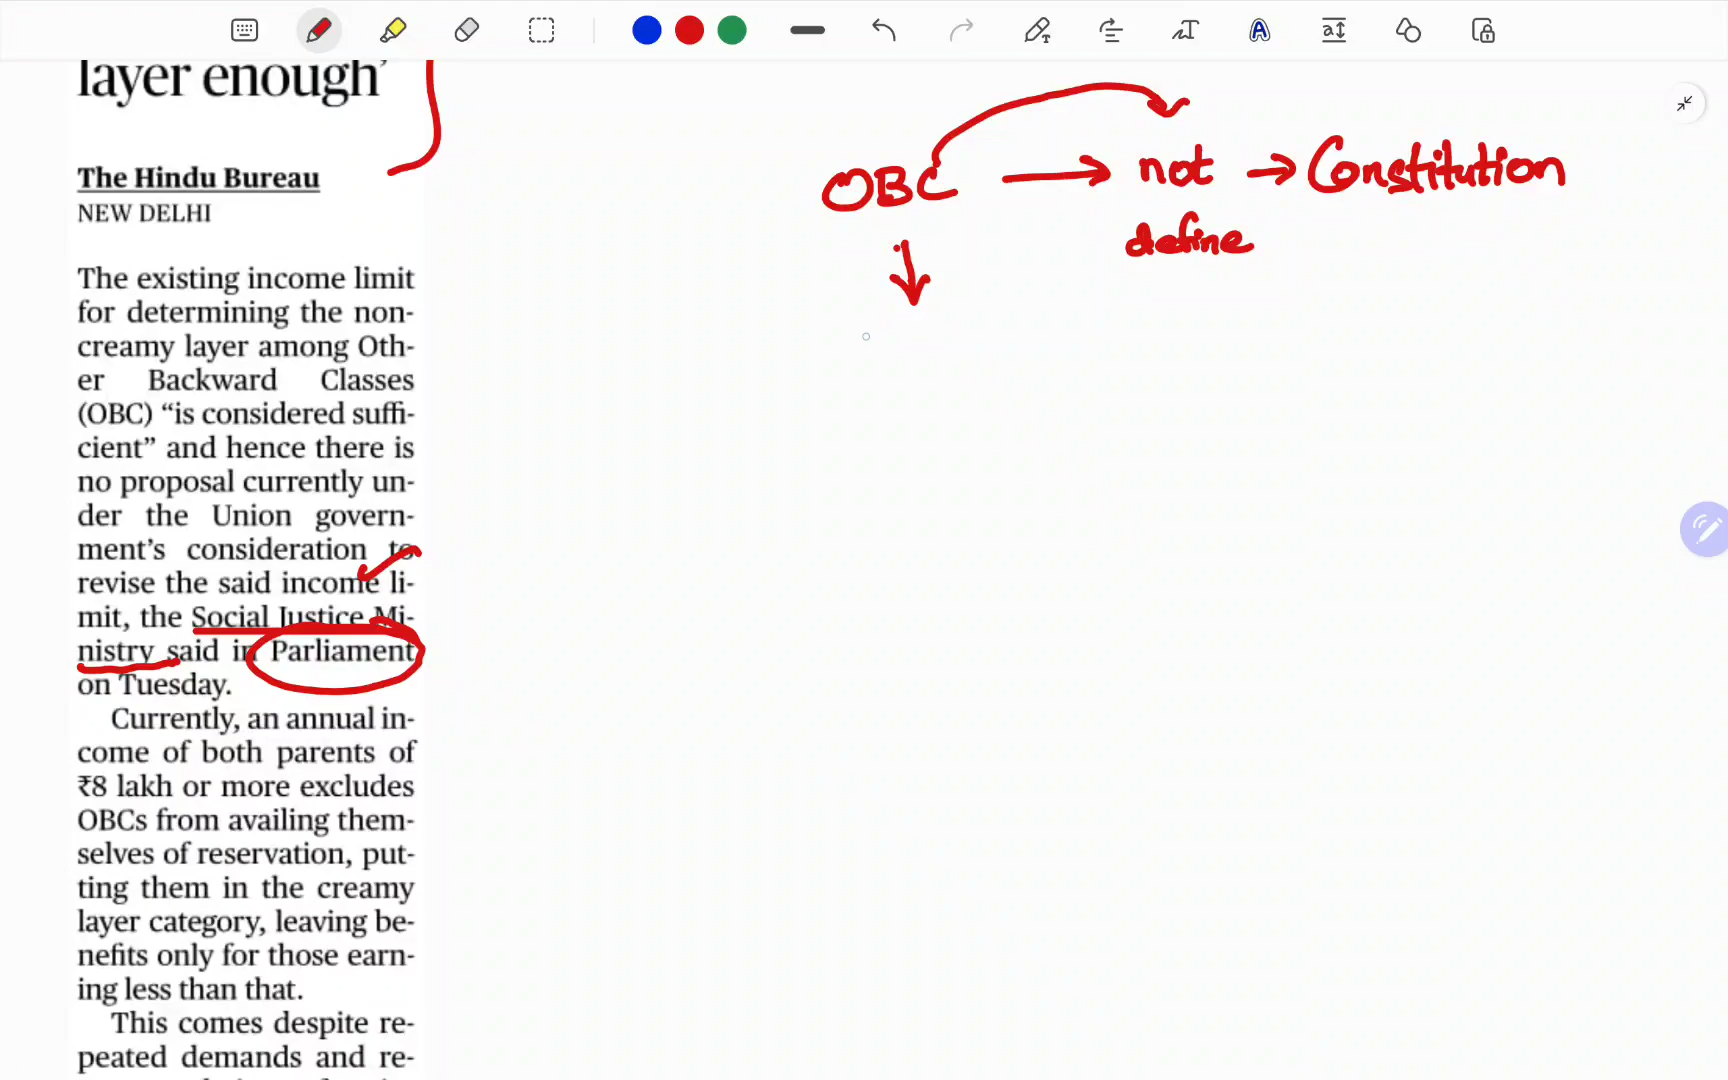 layer enough’
The Hindu Bureau
NEW DELHI
The existing income limit
for determining the non-
creamy layer among Oth-
er Backward Classes
(OBC) “is considered suffi-
cient” and hence there is
no proposal currently un-
der the Union govern-
ment’s consideration to
revise the said income li-
mit, the Social Justice Mi-
nistry said in Parliament
on Tuesday.
Currently, an annual in-
come of both parents of
₹8 lakh or more excludes
OBCs from availing them-
selves of reservation, put-
ting them in the creamy
layer category, leaving be-
nefits only for those earn-
ing less than that.
This comes despite re-
peated demands and re-
OBC → not → Constitution
define